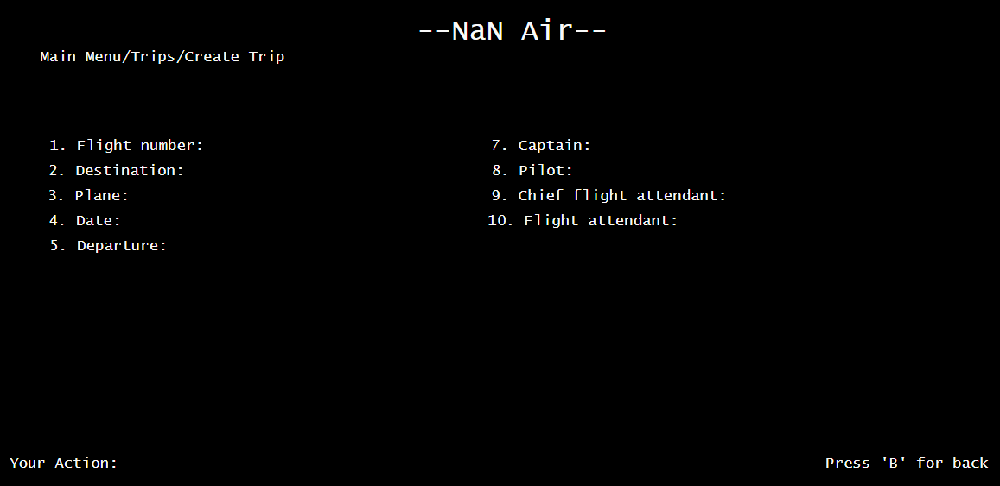 --NaN Air--
Main Menu/Trips/Create Trip
1. Flight number:
2. Destination:
3. Plane:
4. Date:
5. Departure:
7. Captain:
8. Pilot:
9. Chief flight attendant:
10. Flight attendant:
Your Action:
Press 'B' for back